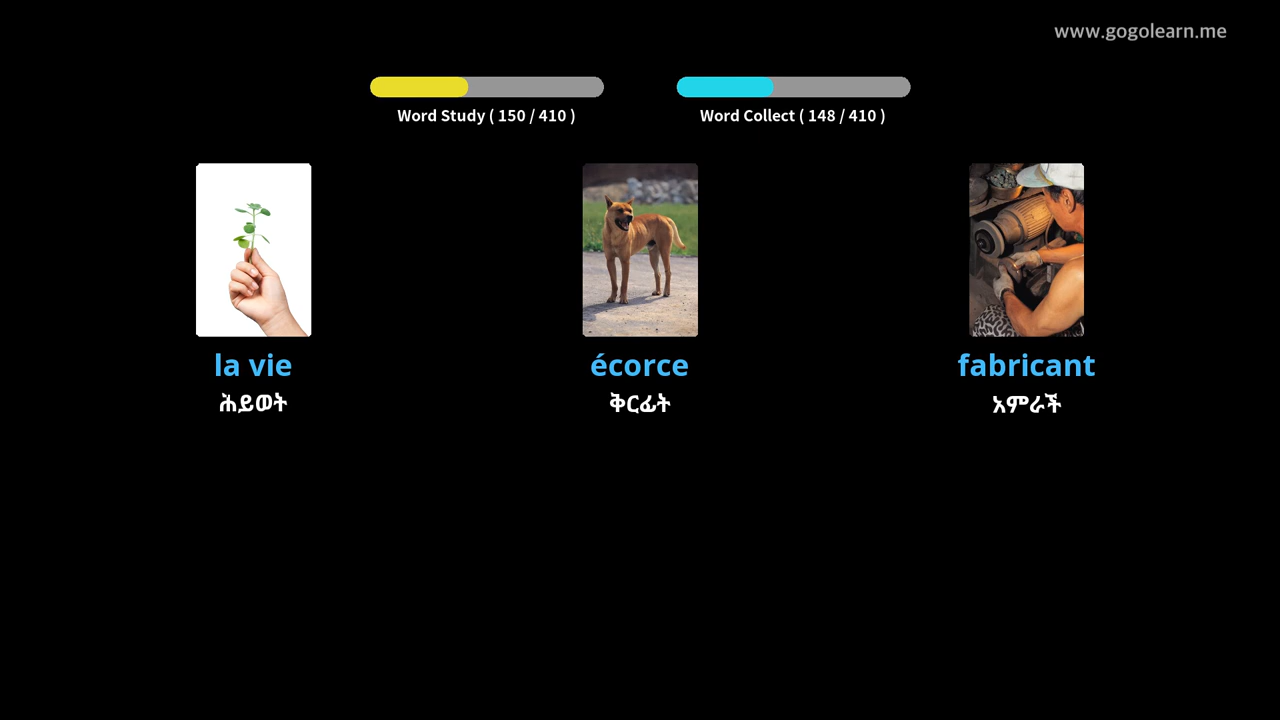 www.gogolearn.me
Word Study ( 150 / 410 )
Word Collect ( 148 / 410 )
la vie
écorce
fabricant
ሕይወት
ቅርፊት
አምራች